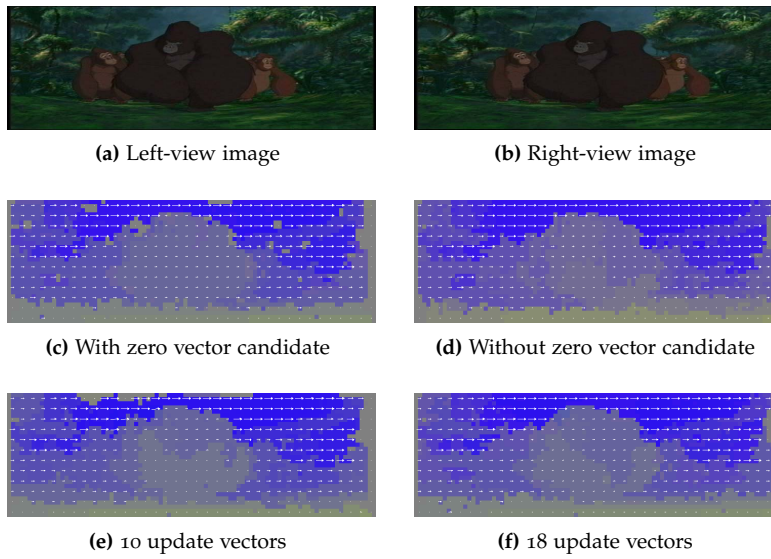 (a) Left-view image
(b) Right-view image
(c) With zero vector candidate
(d) Without zero vector candidate
(e) 10 update vectors
(f) 18 update vectors